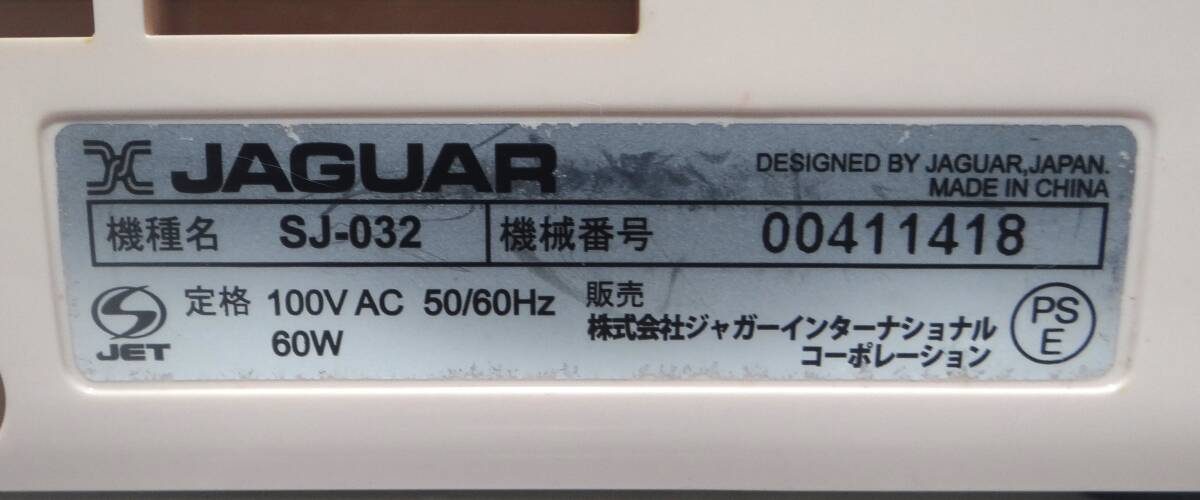 JAGUAR
DESIGNED BY JAGUAR,JAPAN.
MADE IN CHINA
機種名 SJ-032 機械番号 00411418
JET
定格 100V AC 50/60Hz
60W
販売
株式会社ジャガーインターナショナル
コーポレーション
PS
E